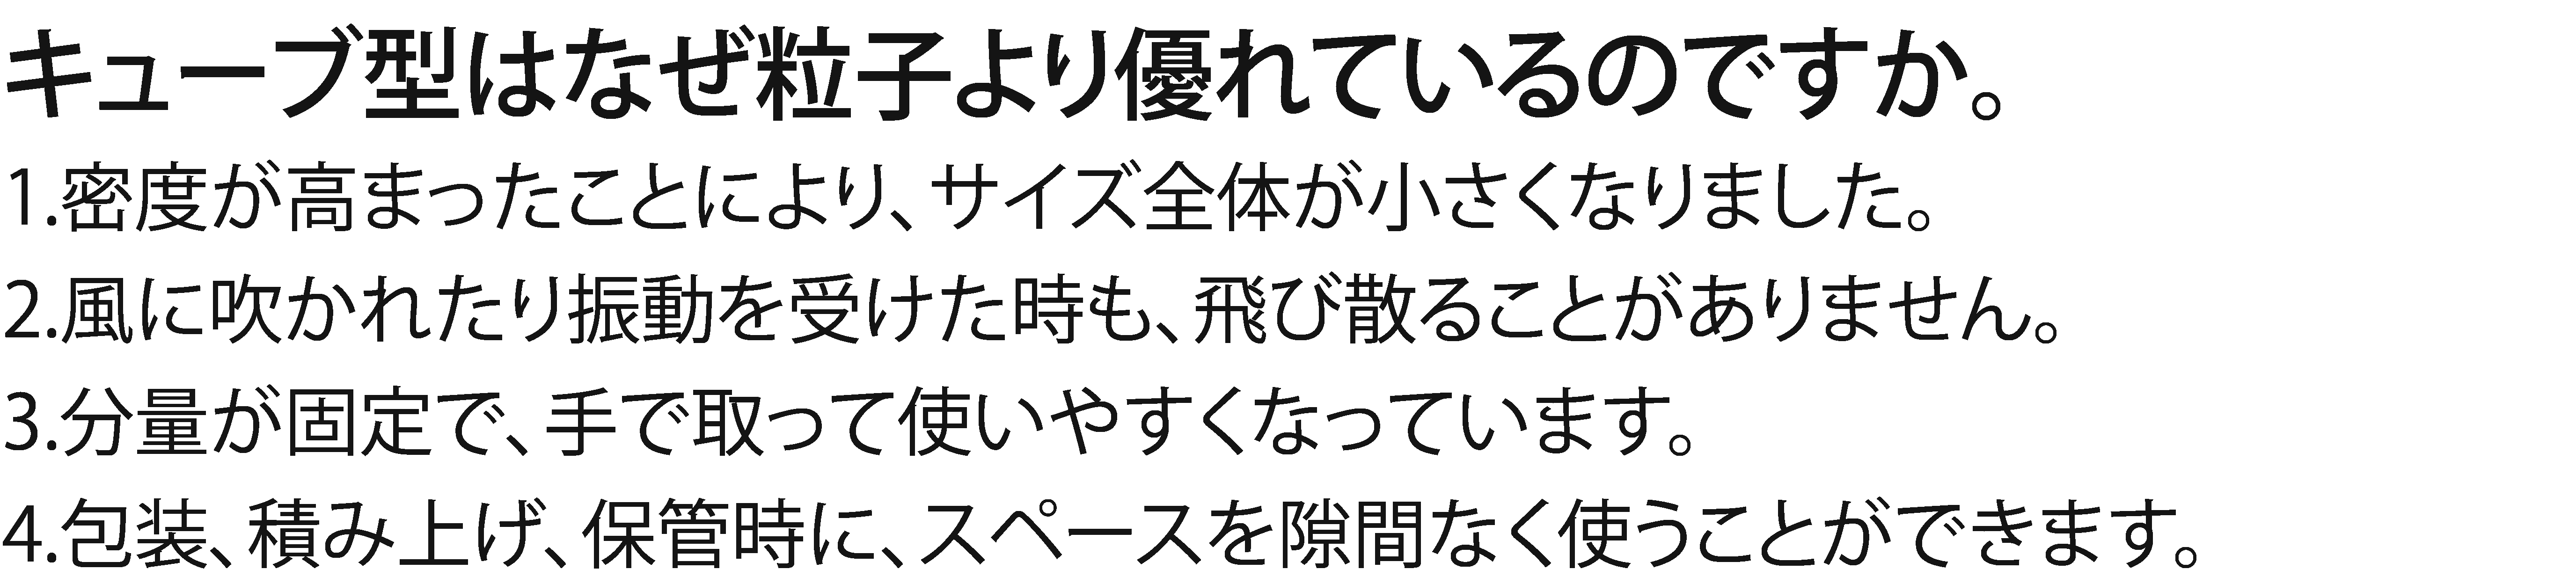 キューブ型はなぜ粒子より優れているのですか。
1.密度が高まったことにより、サイズ全体が小さくなりました。
2.風に吹かれたり振動を受けた時も、飛び散ることがありません。
3.分量が固定で、手で取って使いやすくなっています。
4.包装、積み上げ、保管時に、スペースを隙間なく使うことができます。